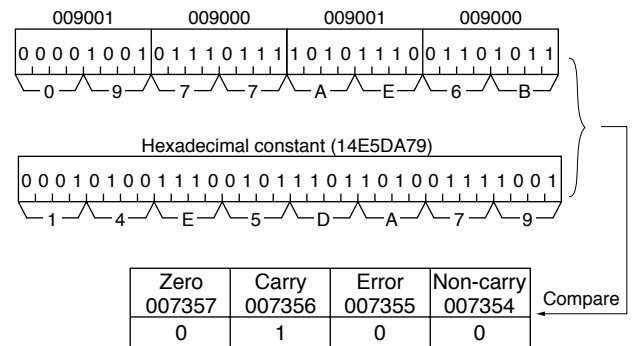 009001 009000 009001 009000
0 0 0 0 1 0 0 1 0 1 1 1 0 1 1 1 1 0 1 0 1 1 1 0 0 1 1 0 1 0 1 1
0 9 7 7 A E 6 B
Hexadecimal constant (14E5DA79)
0 0 0 1 0 1 0 0 1 1 1 0 0 1 0 1 1 1 0 1 1 0 1 0 0 1 1 1 1 0 0 1
1 4 E 5 D A 7 9
Zero Carry Error Non-carry
007357 007356 007355 007354 Compare
0 1 0 0